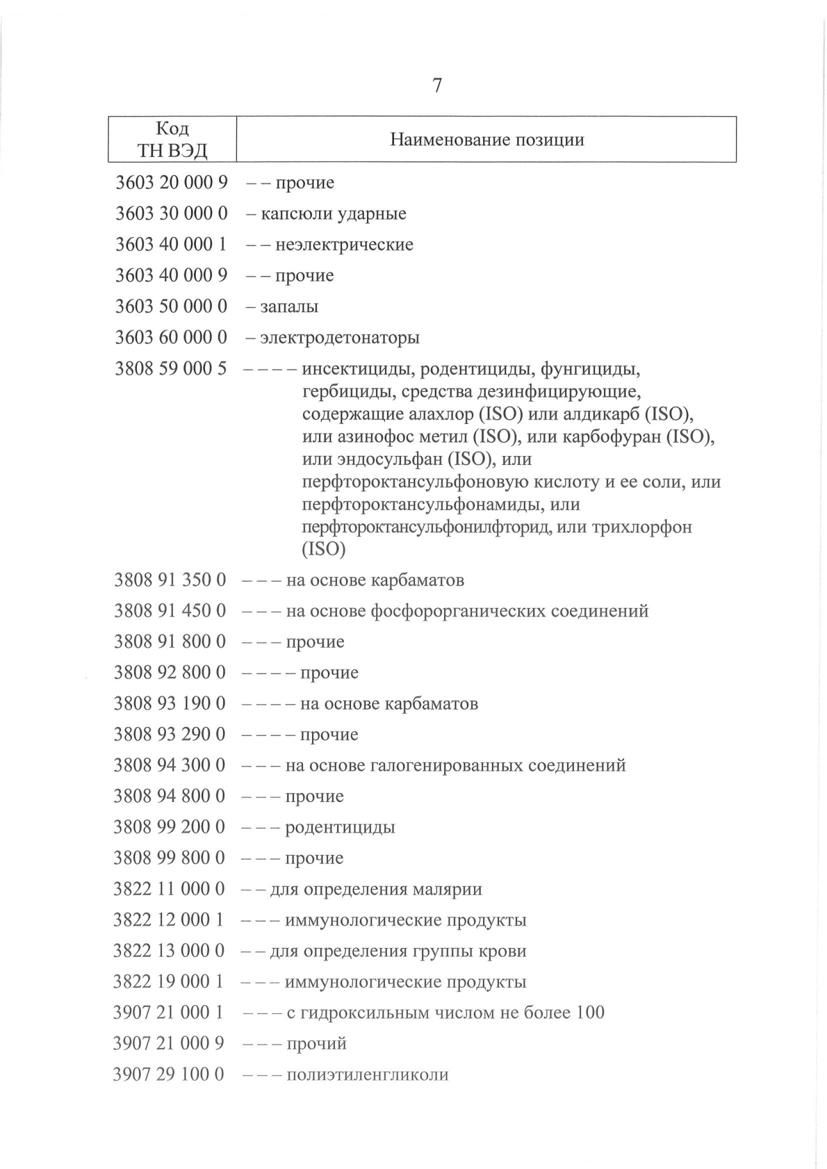 7
Код
ТН ВЭД
Наименование позиции
3603 20 000 9 – – прочие
3603 30 000 0 – капсюли ударные
3603 40 000 1 – – неэлектрические
3603 40 000 9 – – прочие
3603 50 000 0 – запалы
3603 60 000 0 – электродетонаторы
3808 59 000 5 – – – – инсектициды, родентициды, фунгициды,
гербициды, средства дезинфицирующие,
содержащие алахлор (ISO) или алдикарб (ISO),
или азинофос метил (ISO), или карбофуран (ISO),
или эндосульфан (ISO), или
перфтороктансульфоновую кислоту и ее соли, или
перфтороктансульфонамиды, или
перфтороктансульфонилфторид, или трихлорфон
(ISO)
3808 91 350 0 – – – на основе карбаматов
3808 91 450 0 – – – на основе фосфорорганических соединений
3808 91 800 0 – – – прочие
3808 92 800 0 – – – – прочие
3808 93 190 0 – – – – на основе карбаматов
3808 93 290 0 – – – – прочие
3808 94 300 0 – – – на основе галогенированных соединений
3808 94 800 0 – – – прочие
3808 99 200 0 – – – родентициды
3808 99 800 0 – – – прочие
3822 11 000 0 – – для определения малярии
3822 12 000 1 – – – иммунологические продукты
3822 13 000 0 – – для определения группы крови
3822 19 000 1 – – – иммунологические продукты
3907 21 000 1 – – – с гидроксильным числом не более 100
3907 21 000 9 – – – прочий
3907 29 100 0 – – – полиэтиленгликоли